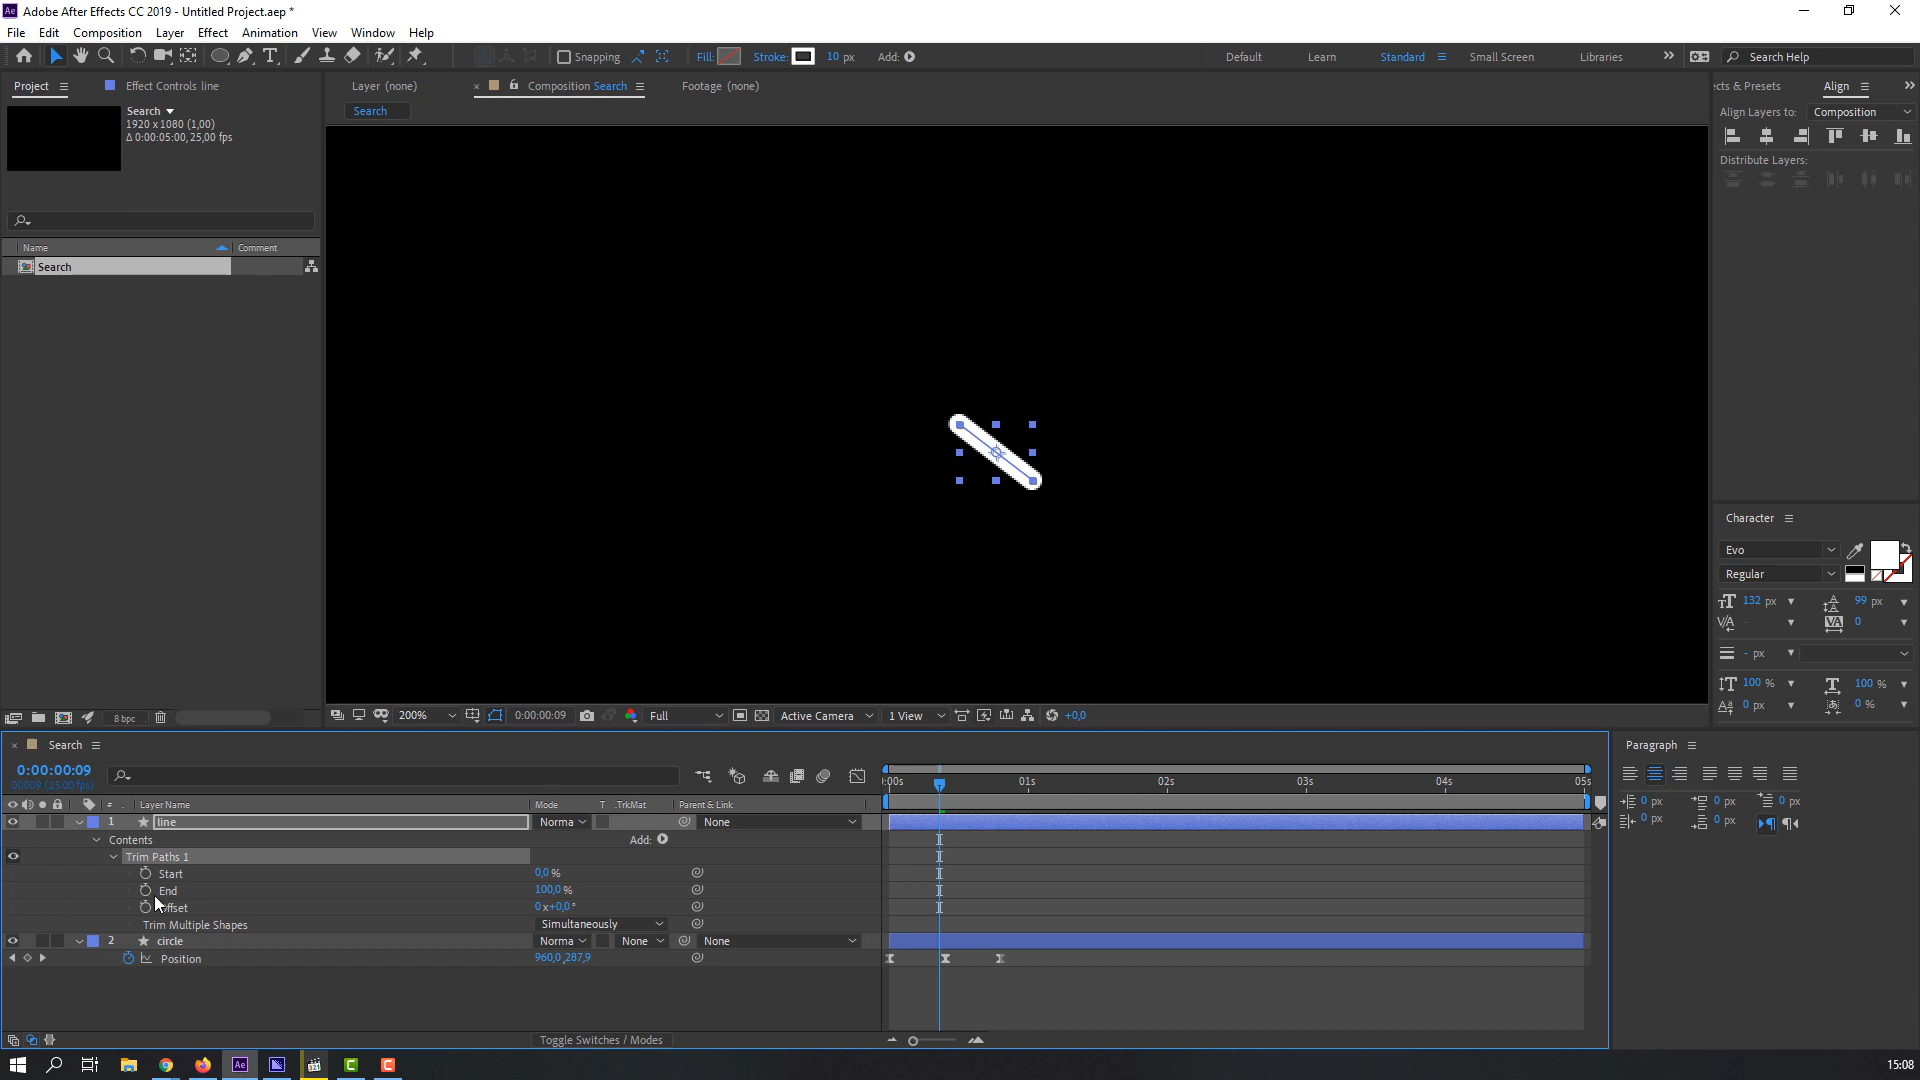 Adobe After Effects CC 2019 - Untitled Project.aep *
File Edit Composition Layer Effect Animation View Window Help
Snapping Fill: Stroke: 10 px Add: Default Learn Standard Small Screen Libraries Search Help
Project Effect Controls line
Layer (none) Composition Search Footage (none)
cts & Presets Align
Search
Search
1920 x 1080 (1,00)
Δ 0:00:05:00, 25,00 fps
Align Layers to: Composition
Distribute Layers:
Name Comment
Search
Character
Evo
Regular
132 px 99 px
0
- px
100 % 100 %
0 px 0 %
8 bpc
200% 0:00:00:09 Full Active Camera 1 View +0,0
Search
Paragraph
0:00:00:09
00009 (25.00 fps)
:00s 01s 02s 03s 04s 05s
# Layer Name Mode T .TrkMat Parent & Link
0 px 0 px 0 px
0 px 0 px
1 line Norma None
Contents Add:
Trim Paths 1
Start 0,0 %
End 100,0 %
ffset 0 x+0,0 °
Trim Multiple Shapes Simultaneously
2 circle Norma None None
Position 960,0 ,287,9
Toggle Switches / Modes
Ae
15:08